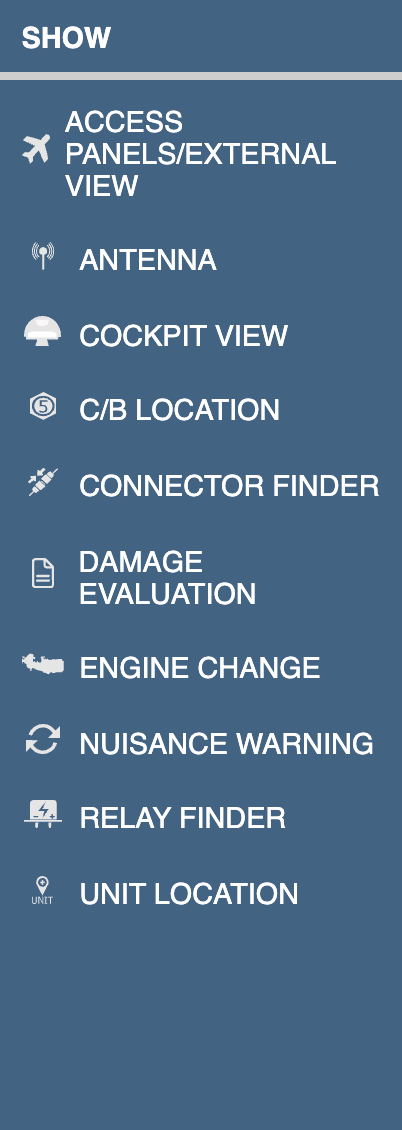 SHOW
ACCESS
PANELS/EXTERNAL
VIEW
ANTENNA
COCKPIT VIEW
5
C/B LOCATION
CONNECTOR FINDER
DAMAGE
EVALUATION
ENGINE CHANGE
NUISANCE WARNING
RELAY FINDER
UNIT
UNIT LOCATION